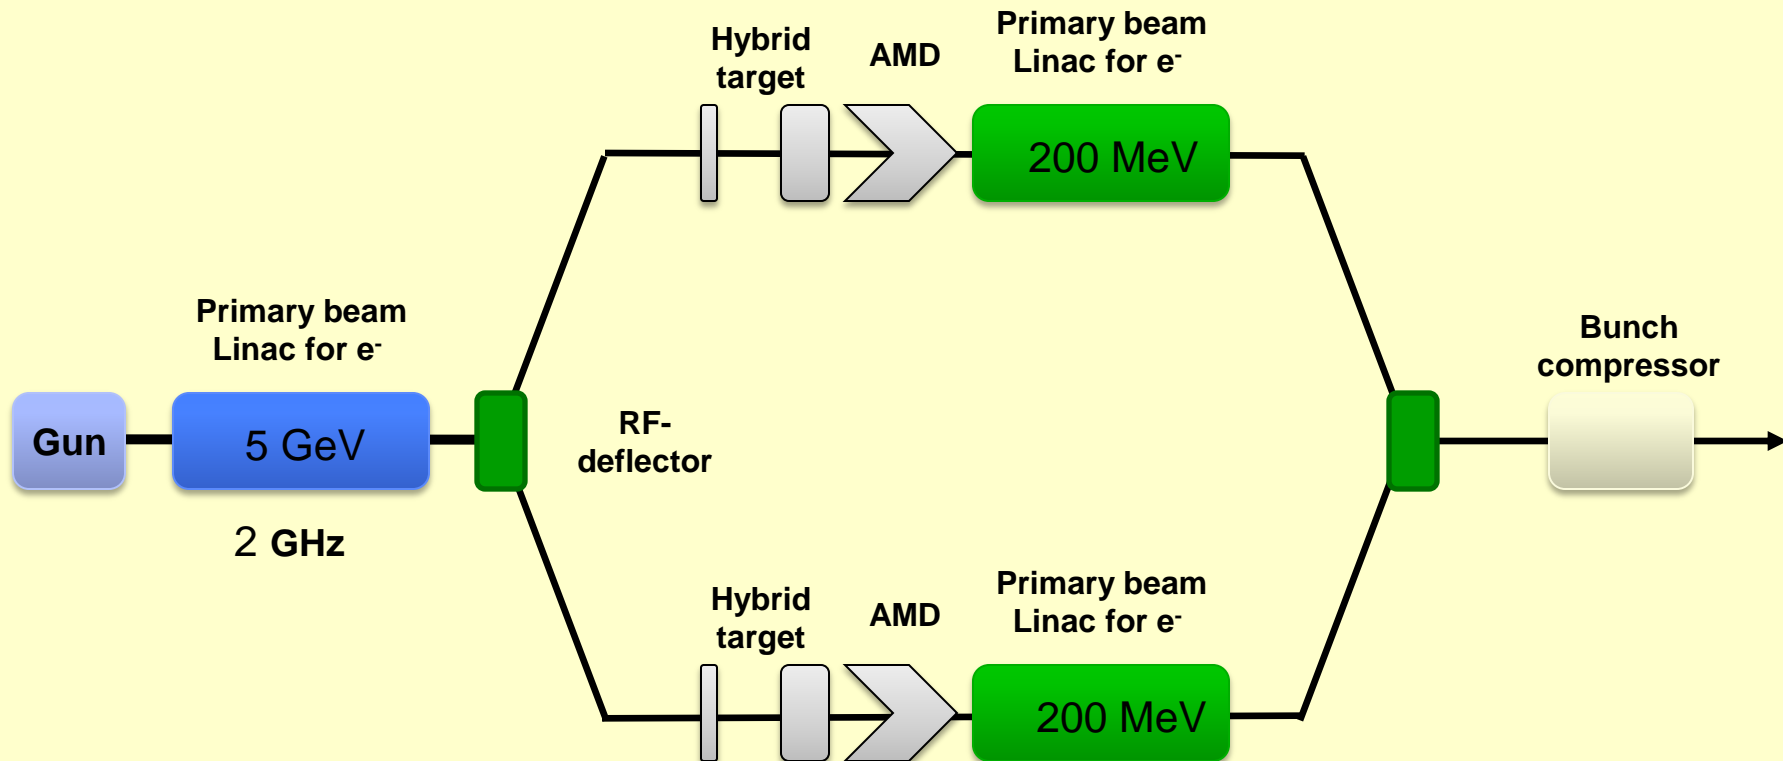 Hybrid
target
AMD
Primary beam
Linac for e-
200 MeV
Primary beam
Linac for e-
Gun
5 GeV
2 GHz
RF-
deflector
Bunch
compressor
Hybrid
target
AMD
Primary beam
Linac for e-
200 MeV